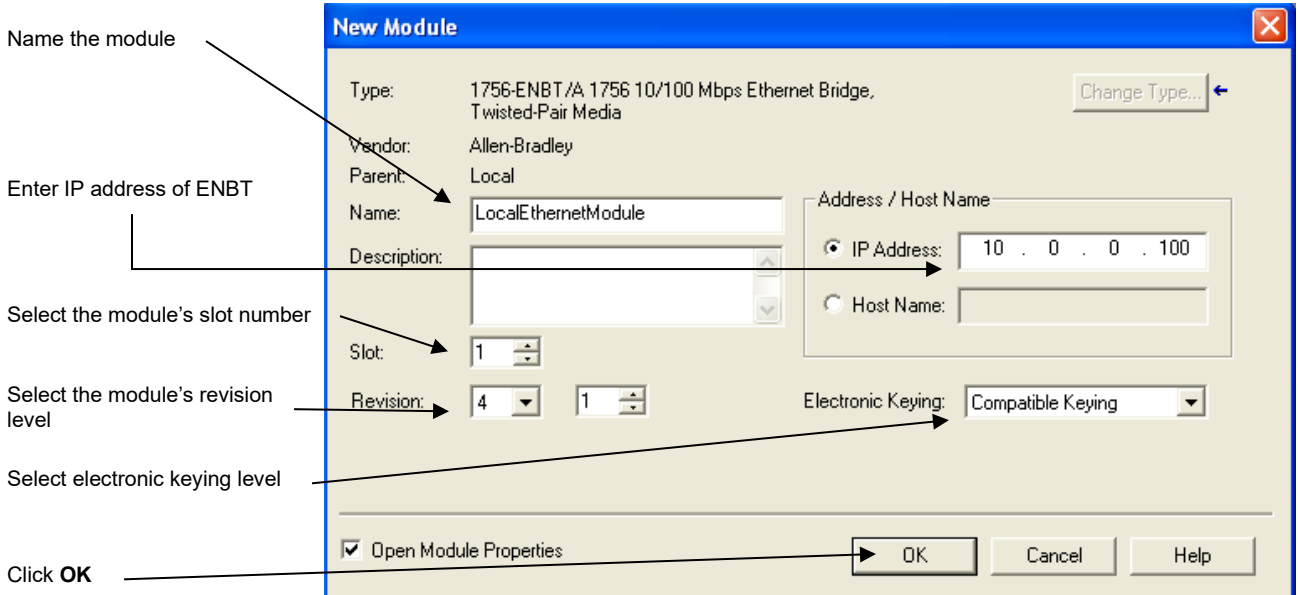 New Module
Name the module
Type: 1756-ENBT/A 1756 10/100 Mbps Ethernet Bridge,
Twisted-Pair Media
Change Type...
Vendor: Allen-Bradley
Parent: Local
Enter IP address of ENBT
Name: LocalEthernetModule
Address / Host Name
Description:
IP Address: 10 . 0 . 0 . 100
Host Name:
Select the module's slot number
Slot: 1
Select the module's revision
level
Revision: 4 1
Electronic Keying: Compatible Keying
Select electronic keying level
Open Module Properties
OK Cancel Help
Click OK